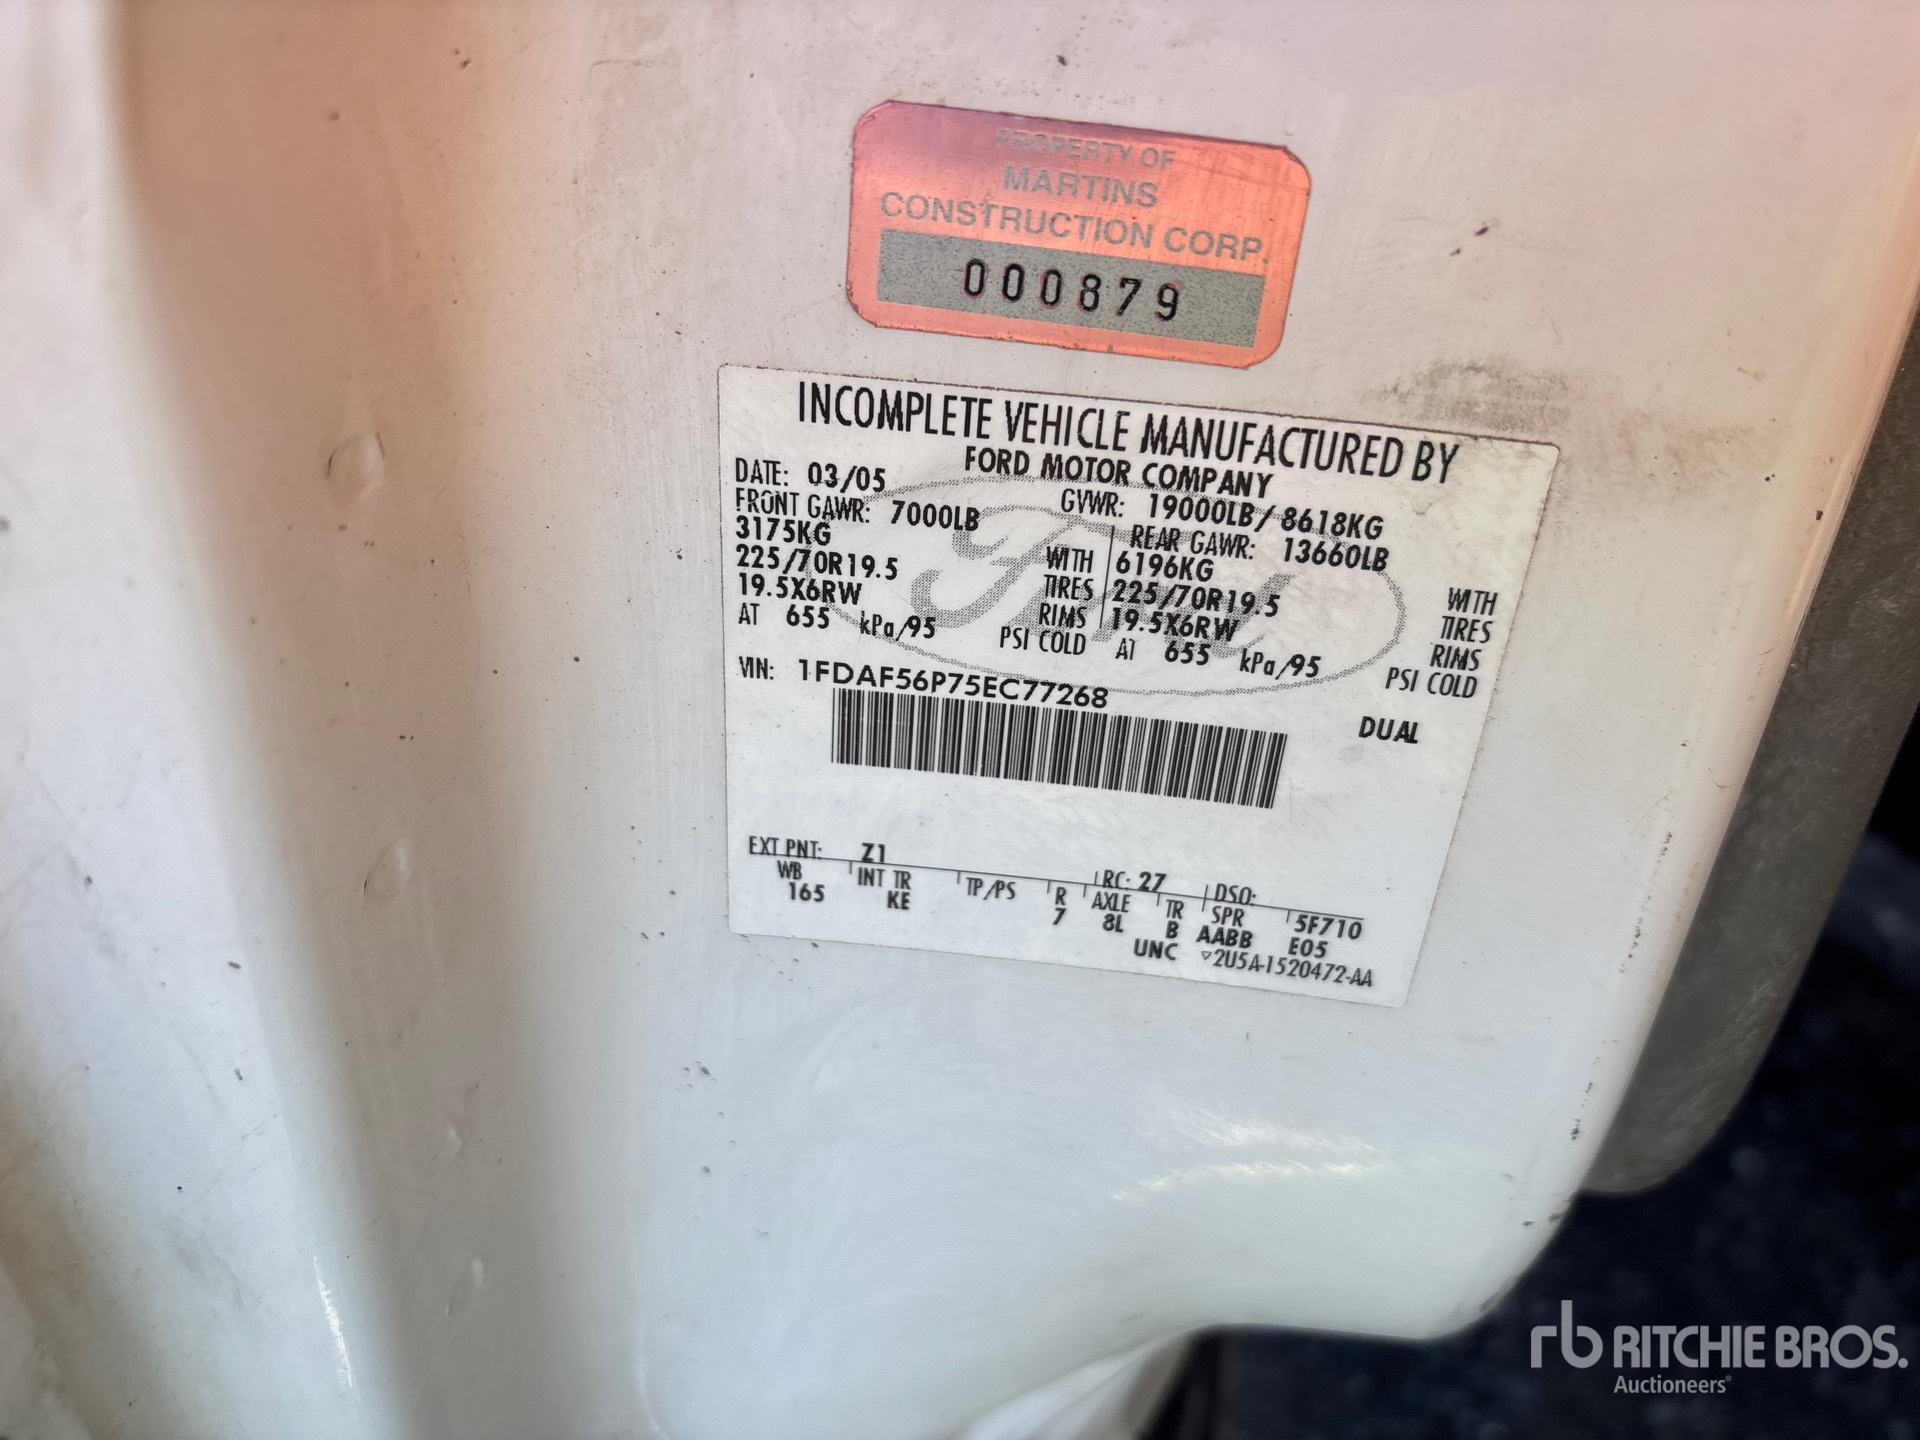 PROPERTY OF
MARTINS
CONSTRUCTION CORP.
000879
INCOMPLETE VEHICLE MANUFACTURED BY
FORD MOTOR COMPANY
DATE: 03/05 GVWR: 19000LB/ 8618KG
FRONT GAWR: 7000LB REAR GAWR: 13660LB
3175KG WITH 6196KG WITH
225/70R19.5 TIRES 225/70R19.5 TIRES
19.5X6RW RIMS 19.5X6RW RIMS
AT 655 kPa/95 PSI COLD AT 655 kPa/95 PSI COLD
VIN: 1FDAF56P75EC77268
DUAL
EXT PNT: Z1 RC: 27 DSO:
WB INT TR TP/PS R AXLE TR SPR 5F710
165 KE 7 8L B AABB E05
UNC ▽2U5A-1520472-AA
Ford
rb RITCHIE BROS.
Auctioneers®